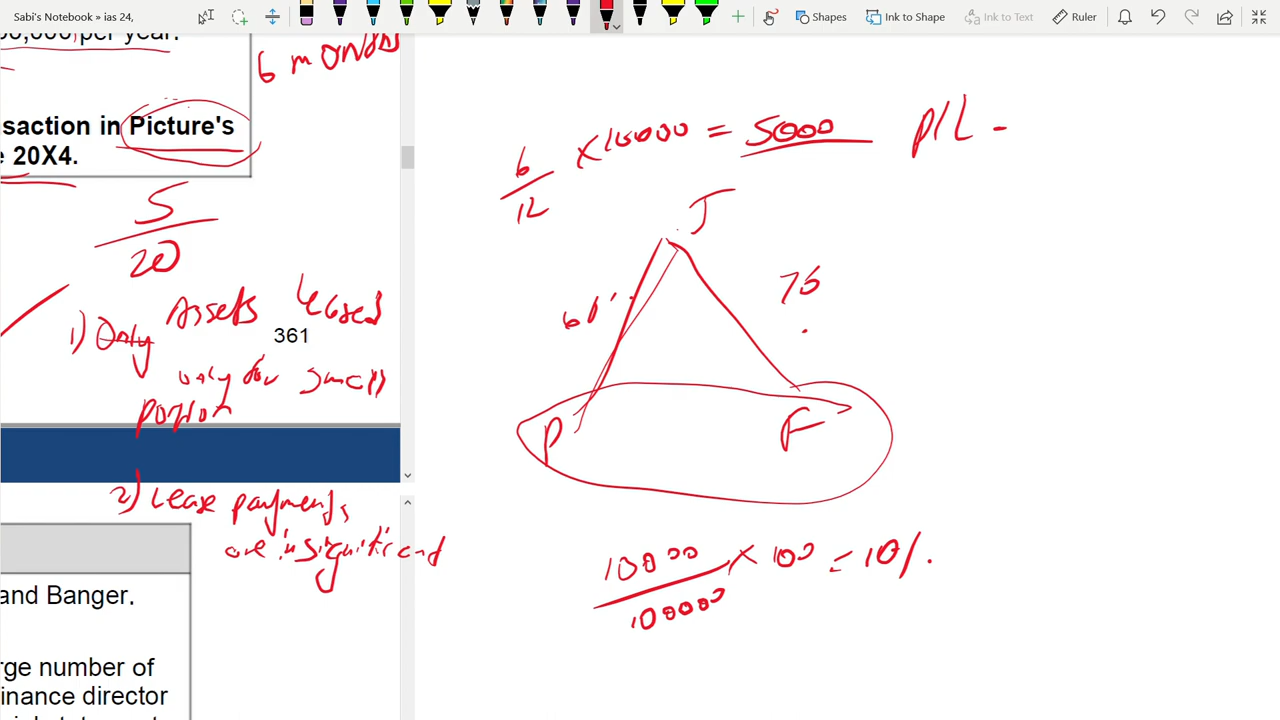 Sabi's Notebook » ias 24,
Shapes
Ink to Shape
Ink to Text
Ruler
00,000, per year.
6 months
saction in Picture's
e 20X4.
5
20
1) Only Assets leased
361
only for small
portion
2) Lease payments
are insignificant
and Banger.
rge number of
inance director
6
12
×10000 = 5000 P/L -
J
60%
75
P
F
10000
100000
× 100 = 10%.